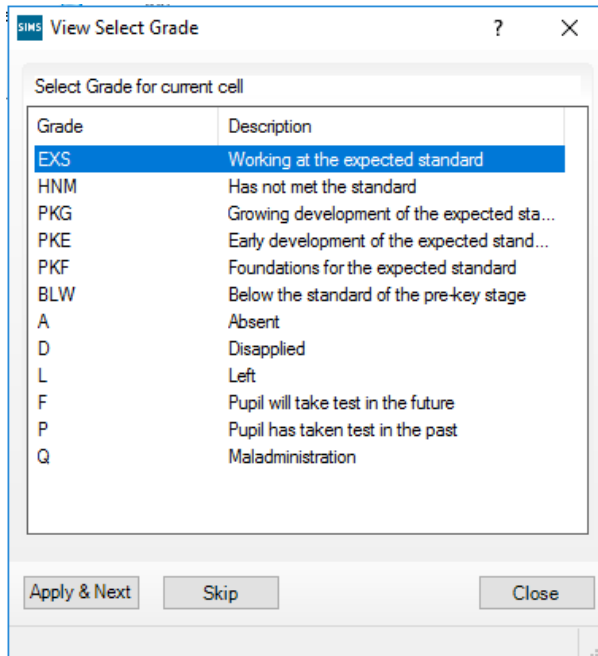 SIMS View Select Grade ? X
Select Grade for current cell
Grade Description
EXS Working at the expected standard
HNM Has not met the standard
PKG Growing development of the expected sta...
PKE Early development of the expected stand...
PKF Foundations for the expected standard
BLW Below the standard of the pre-key stage
A Absent
D Disapplied
L Left
F Pupil will take test in the future
P Pupil has taken test in the past
Q Maladministration
Apply & Next Skip Close